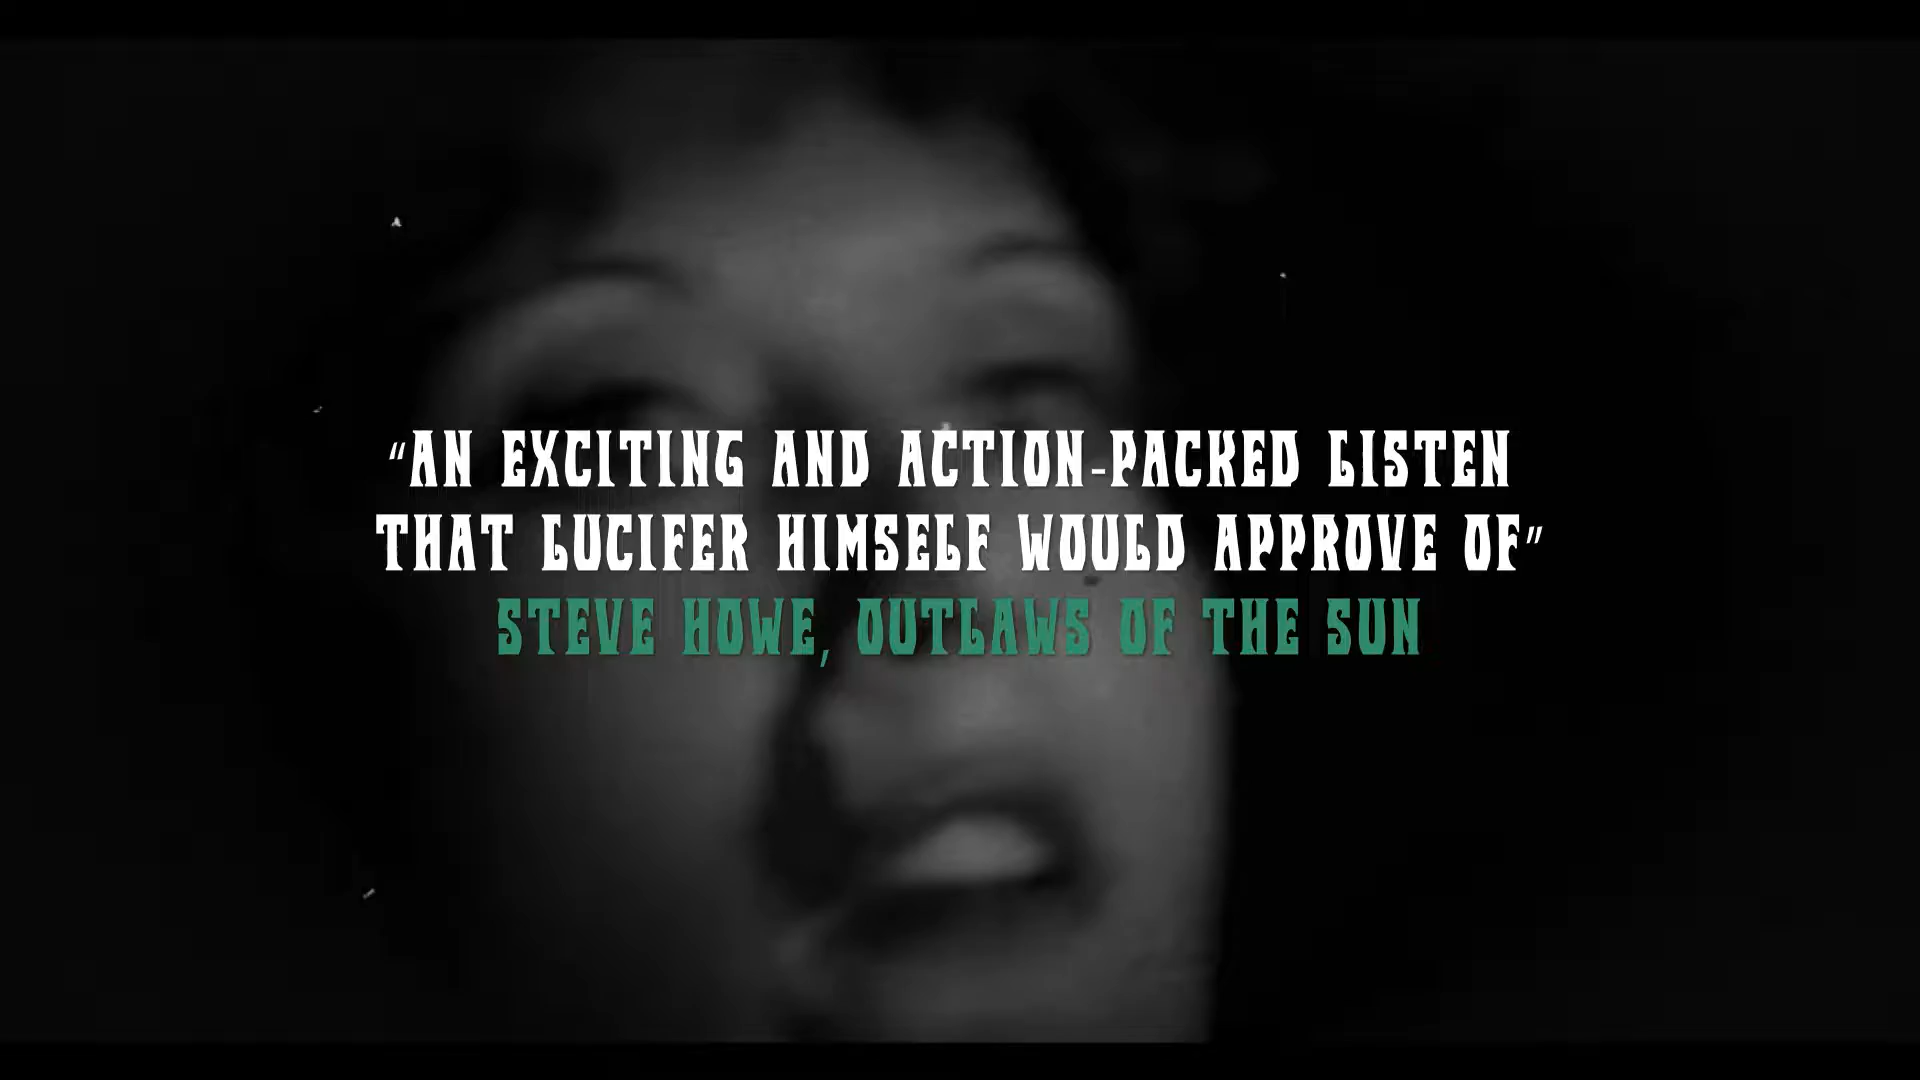 “AN EXCITING AND ACTION-PACKED LISTEN
THAT LUCIFER HIMSELF WOULD APPROVE OF”
STEVE HOWE, OUTLAWS OF THE SUN